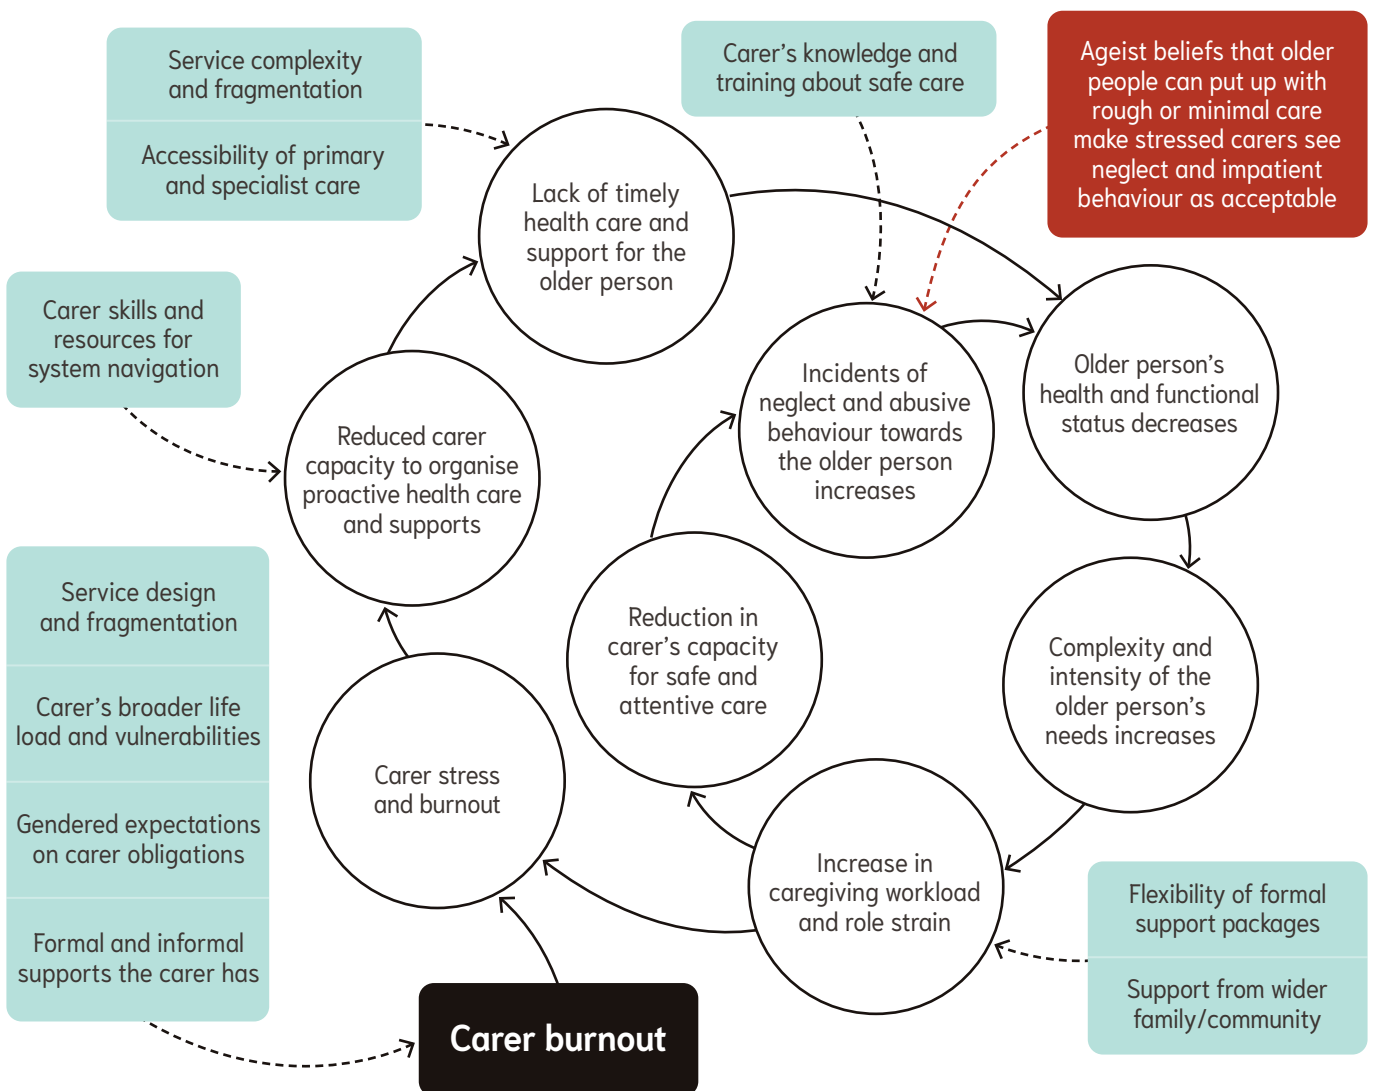 Service complexity
and fragmentation
Accessibility of primary
and specialist care
Carer’s knowledge and
training about safe care
Ageist beliefs that older
people can put up with
rough or minimal care
make stressed carers see
neglect and impatient
behaviour as acceptable
Lack of timely
health care and
support for the
older person
Carer skills and
resources for
system navigation
Incidents of
neglect and abusive
behaviour towards
the older person
increases
Older person’s
health and functional
status decreases
Reduced carer
capacity to organise
proactive health care
and supports
Service design
and fragmentation
Carer’s broader life
load and vulnerabilities
Gendered expectations
on carer obligations
Formal and informal
supports the carer has
Reduction in
carer’s capacity
for safe and
attentive care
Complexity and
intensity of the
older person’s
needs increases
Carer stress
and burnout
Increase in
caregiving workload
and role strain
Flexibility of formal
support packages
Support from wider
family/community
Carer burnout